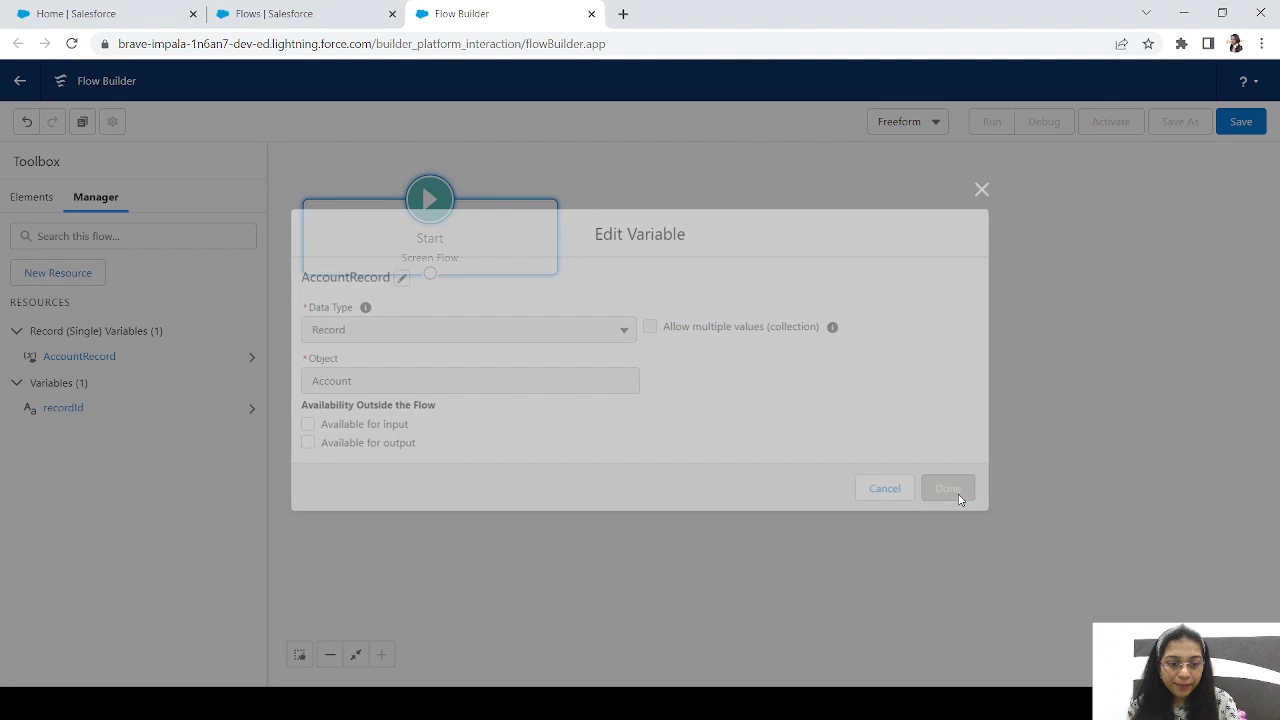 Home | Salesforce
Flows | Salesforce
Flow Builder
brave-impala-1n6an7-dev-ed.lightning.force.com/builder_platform_interaction/flowBuilder.app
Flow Builder
?
Freeform
Run
Debug
Activate
Save As
Save
Toolbox
Elements
Manager
Search this flow...
New Resource
RESOURCES
Record (Single) Variables (1)
AccountRecord
Variables (1)
recordId
Start
Screen Flow
Edit Variable
AccountRecord
*Data Type
Record
Allow multiple values (collection)
*Object
Account
Availability Outside the Flow
Available for input
Available for output
Cancel
Done